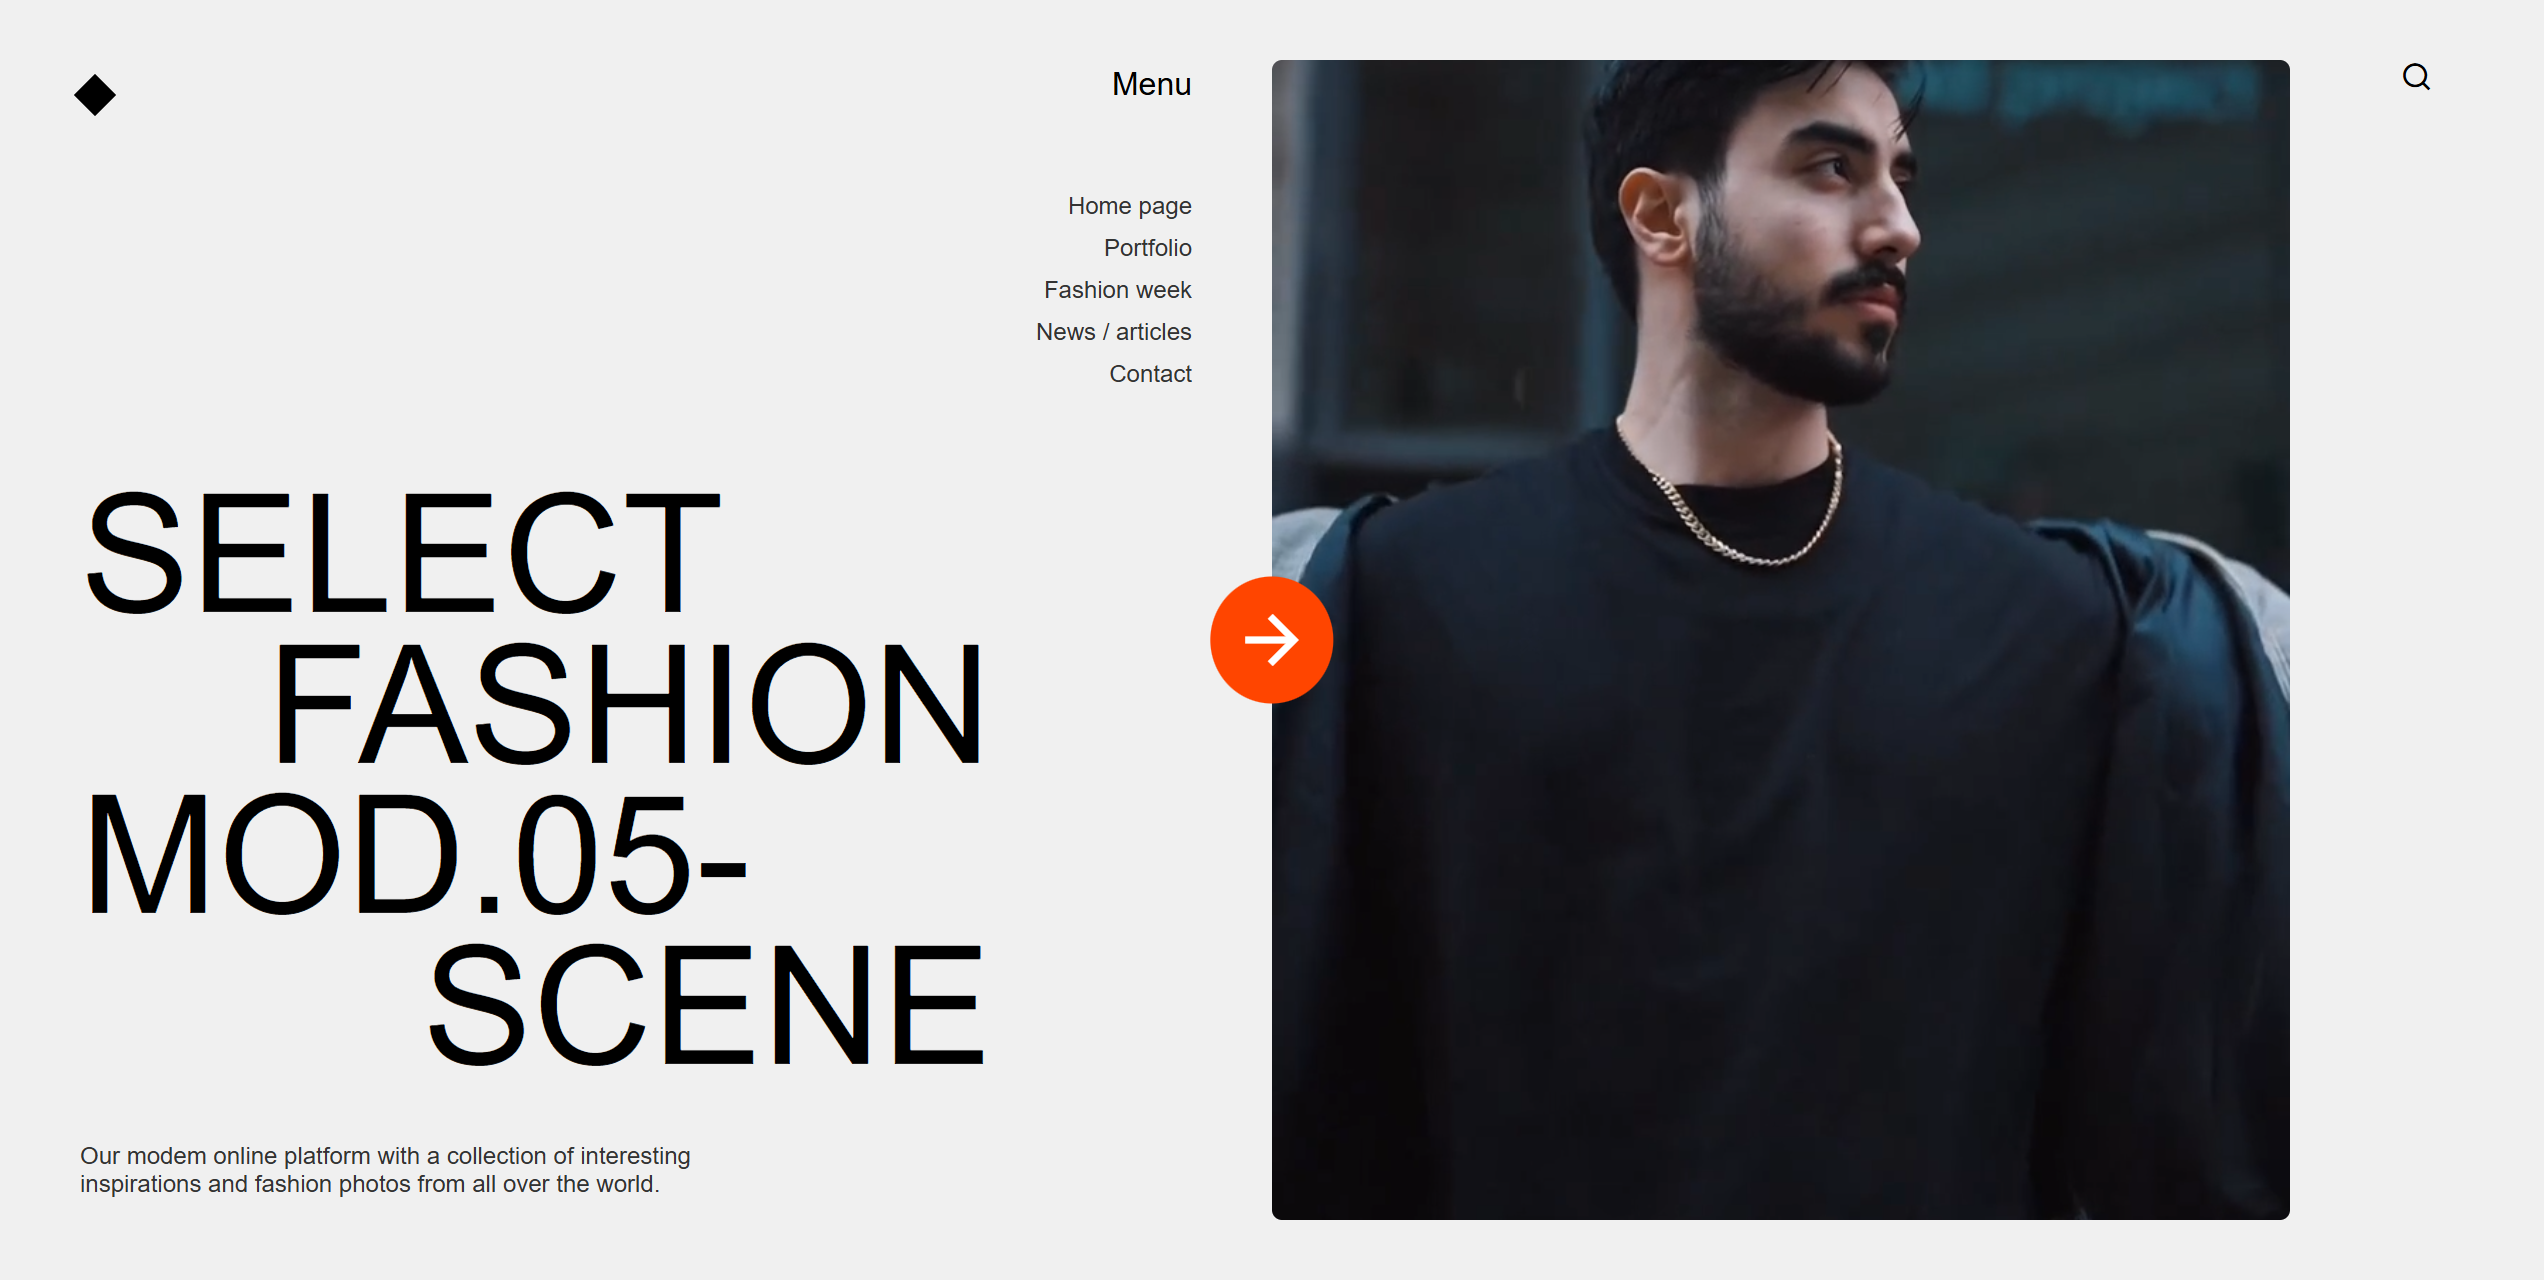 Menu
Home page
Portfolio
Fashion week
News / articles
Contact
SELECT
FASHION
MOD.05-
SCENE
Our modem online platform with a collection of interesting
inspirations and fashion photos from all over the world.